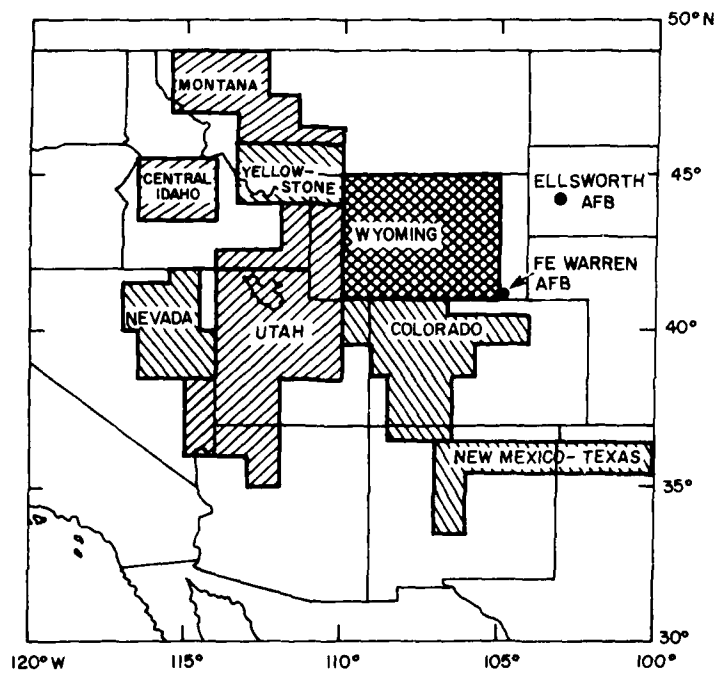 50° N
MONTANA
CENTRAL
IDAHO
YELLOW-
STONE
45°
ELLSWORTH
AFB
WYOMING
FE WARREN
AFB
NEVADA
UTAH
COLORADO
40°
NEW MEXICO-TEXAS
35°
30°
120° W
115°
110°
105°
100°